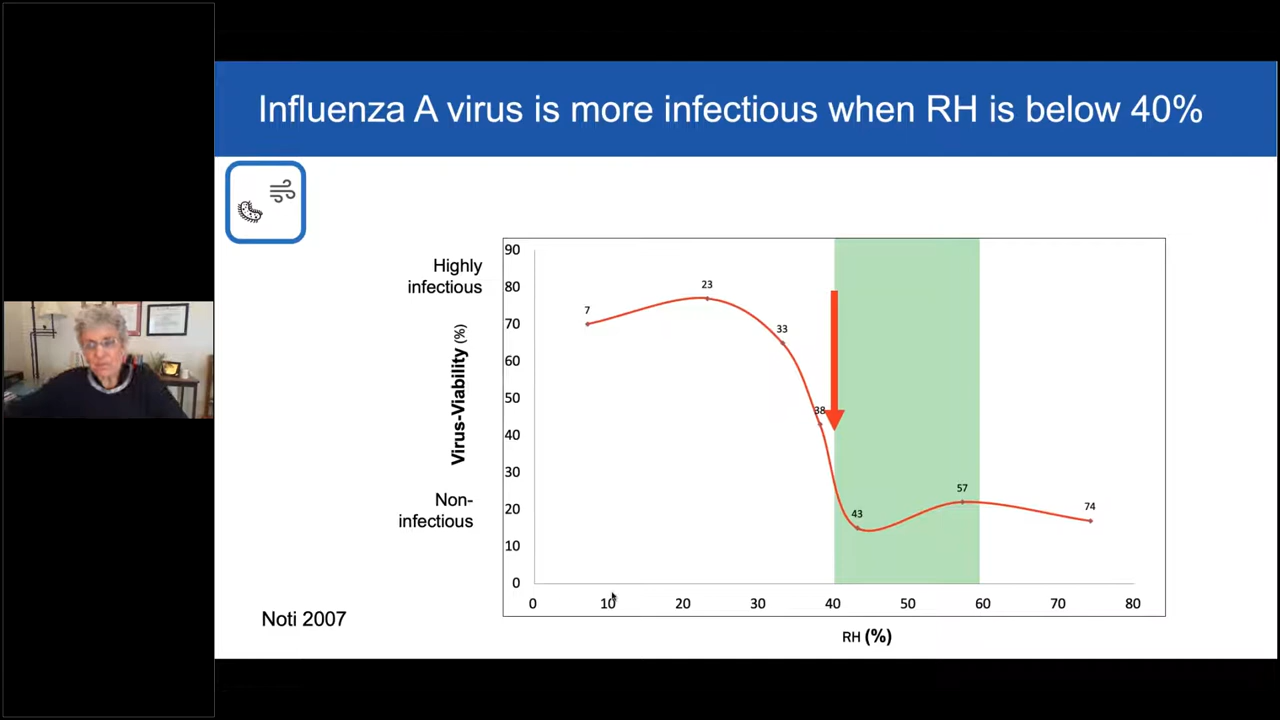 Influenza A virus is more infectious when RH is below 40%
Highly
infectious
Virus-Viability (%)
Non-
infectious
90
80
70
60
50
40
30
20
10
0
7
23
33
38
43
57
74
0 10 20 30 40 50 60 70 80
RH (%)
Noti 2007